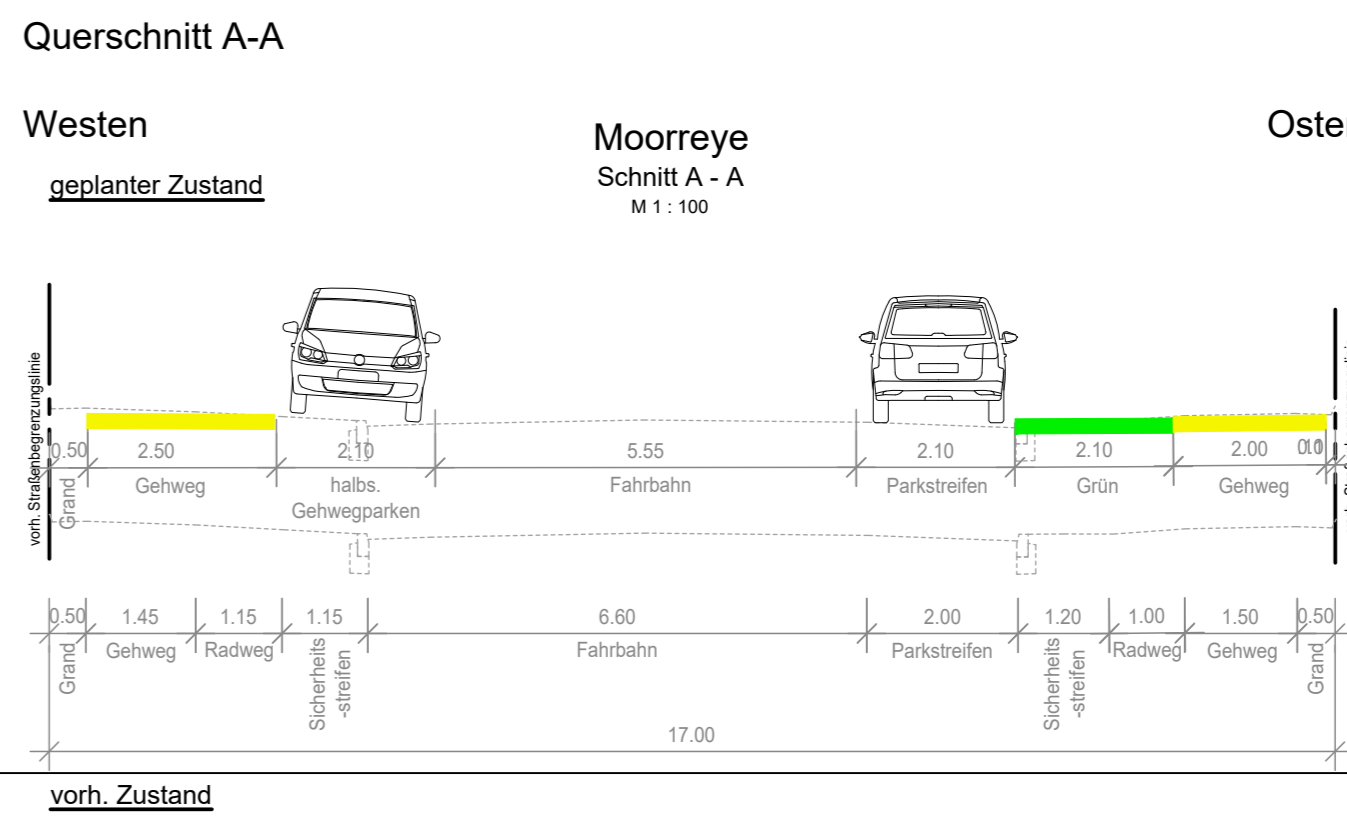 Querschnitt A-A
Westen
Moorreye
geplanter Zustand
Schnitt A - A
M 1 : 100
vorh. Straßenbegrenzungslinie
0.50 2.50 2.10 5.55 2.10 2.10 2.00
Grand Gehweg halbs. Fahrbahn Parkstreifen Grün Gehweg
Gehwegparken
0.50 1.45 1.15 1.15 6.60 2.00 1.20 1.00 1.50 0.50
Grand Gehweg Radweg Sicherheits Fahrbahn Parkstreifen Sicherheits Radweg Gehweg Grand
-streifen -streifen
17.00
vorh. Zustand